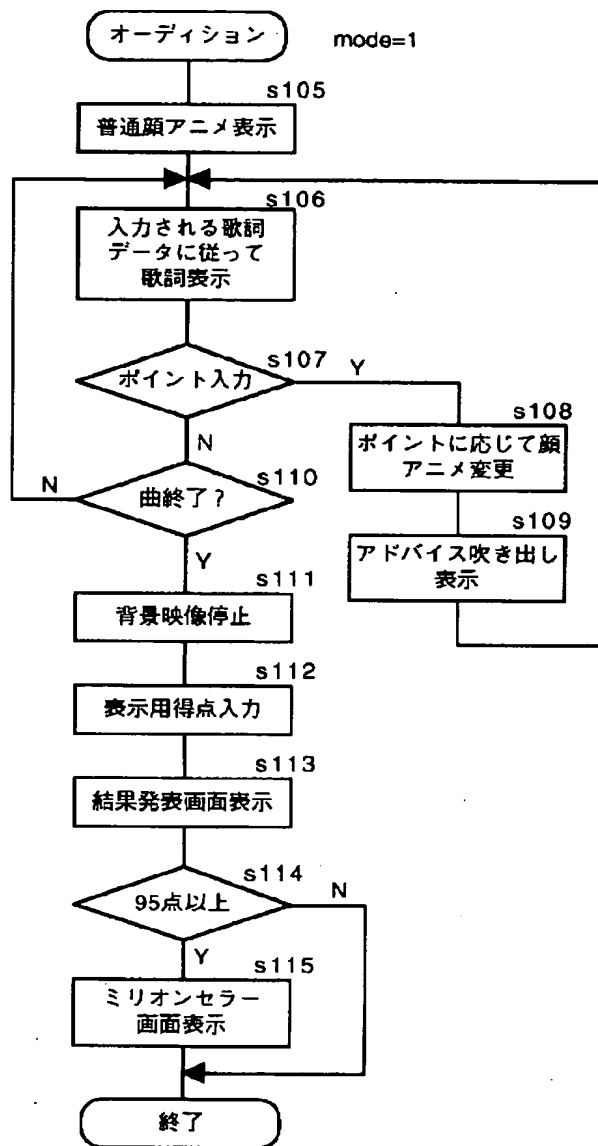 オーディション
mode=1
s105
普通顔アニメ表示
s106
入力される歌詞
データに従って
歌詞表示
s107
ポイント入力
Y
N
s108
ポイントに応じて顔
アニメ変更
s109
アドバイス吹き出し
表示
s110
曲終了？
N
Y
s111
背景映像停止
s112
表示用得点入力
s113
結果発表画面表示
s114
95点以上
N
Y
s115
ミリオンセラー
画面表示
終了